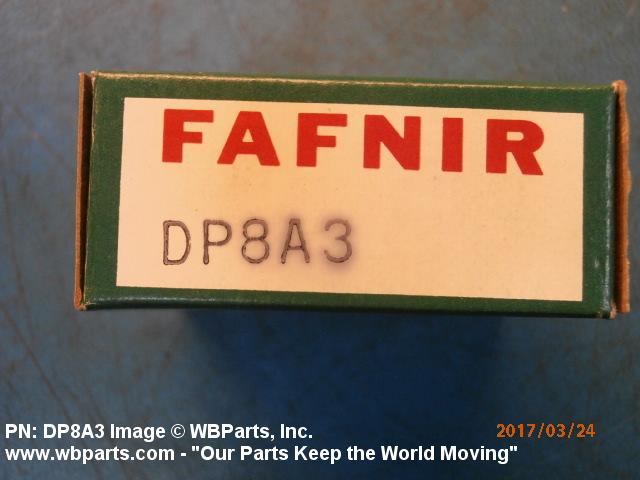 FAFNIR
DP8A3
PN: DP8A3 Image © WBParts, Inc.
2017/03/24
www.wbparts.com - "Our Parts Keep the World Moving"